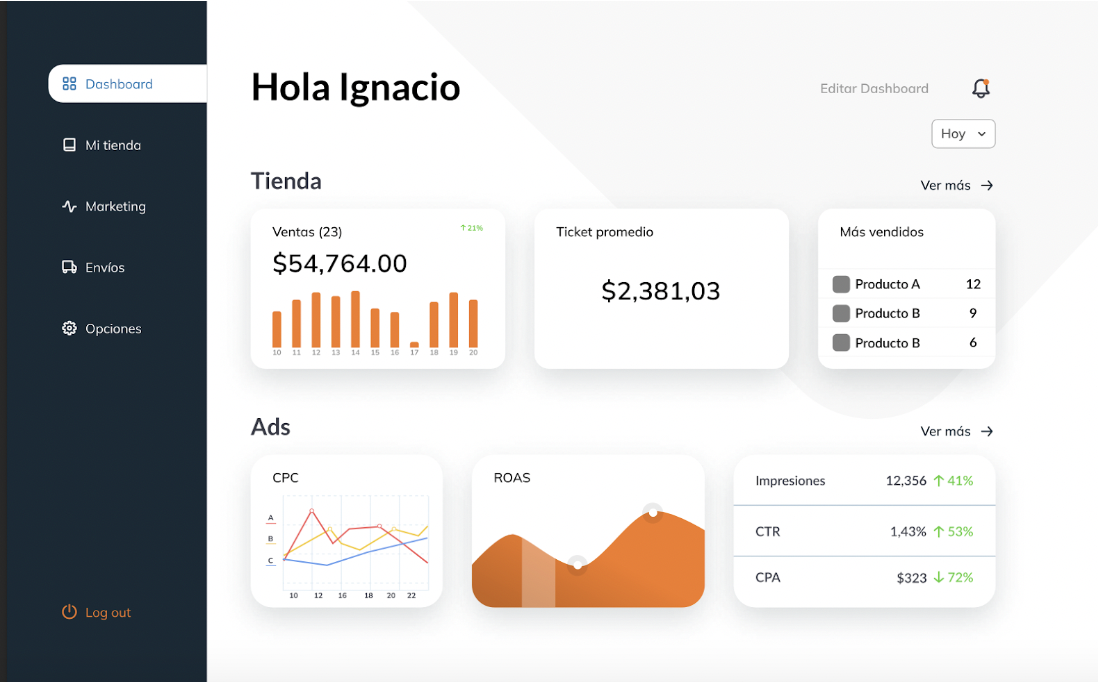 Dashboard
Mi tienda
Marketing
Envíos
Opciones
Log out
Hola Ignacio
Editar Dashboard
Hoy
Tienda
Ver más
Ventas (23)
21%
$54,764.00
10 11 12 13 14 15 16 17 18 19 20
Ticket promedio
$2,381,03
Más vendidos
Producto A 12
Producto B 9
Producto B 6
Ads
Ver más
CPC
A
B
C
10 12 16 18 20 22
ROAS
Impresiones 12,356 41%
CTR 1,43% 53%
CPA $323 72%